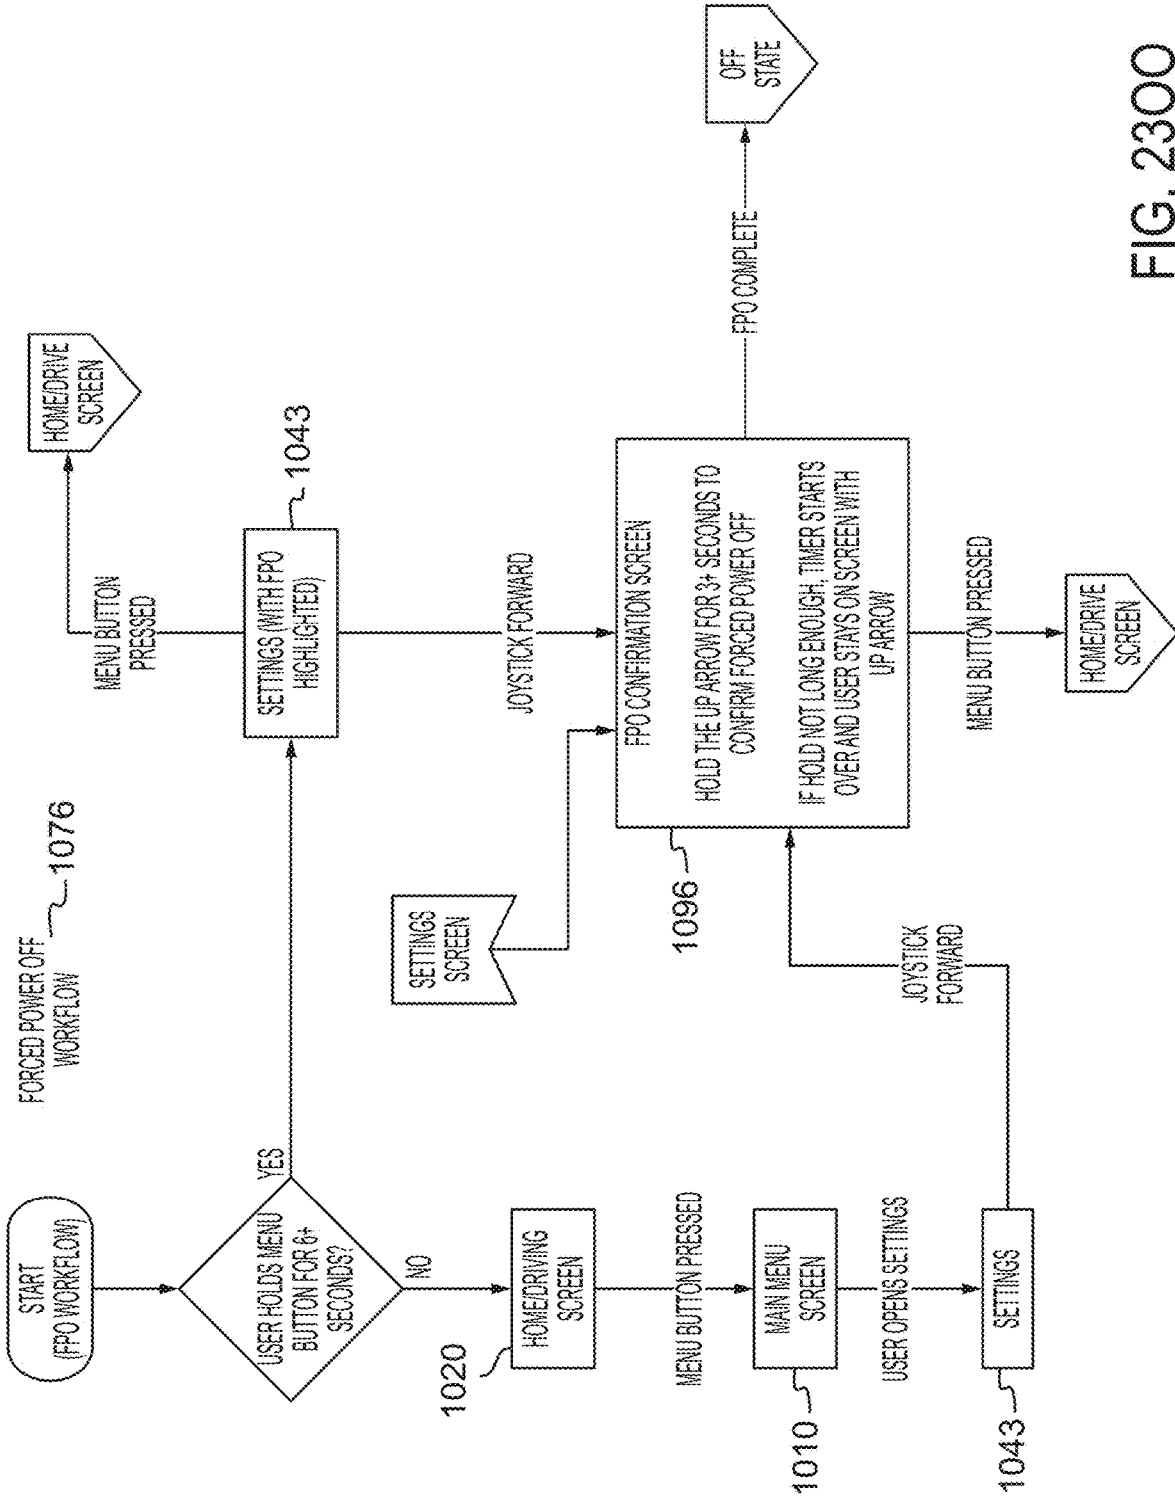 FORCED POWER OFF
WORKFLOW
1076
START
(FPO WORKFLOW)
USER HOLDS MENU
BUTTON FOR 6+
SECONDS?
YES
NO
SETTINGS (WITH FPO
HIGHLIGHTED)
1043
MENU BUTTON
PRESSED
HOME/DRIVE
SCREEN
HOME/DRIVING
SCREEN
1020
MENU BUTTON PRESSED
MAIN MENU
SCREEN
1010
USER OPENS SETTINGS
SETTINGS
1043
JOYSTICK
FORWARD
SETTINGS
SCREEN
JOYSTICK FORWARD
FPO CONFIRMATION SCREEN
HOLD THE UP ARROW FOR 3+ SECONDS TO
CONFIRM FORCED POWER OFF
IF HOLD NOT LONG ENOUGH, TIMER STARTS
OVER AND USER STAYS ON SCREEN WITH
UP ARROW
1096
MENU BUTTON PRESSED
HOME/DRIVE
SCREEN
FPO COMPLETE
OFF
STATE
FIG. 23OO